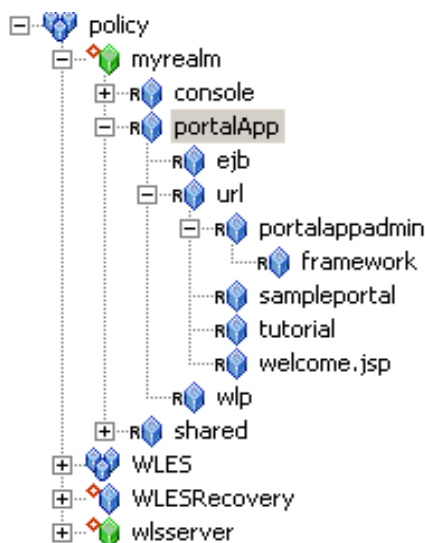 policy
myrealm
R console
R portalApp
R ejb
R url
R portalappadmin
R framework
R sampleportal
R tutorial
R welcome.jsp
R wlp
R shared
WLES
WLESRecovery
wlsserver